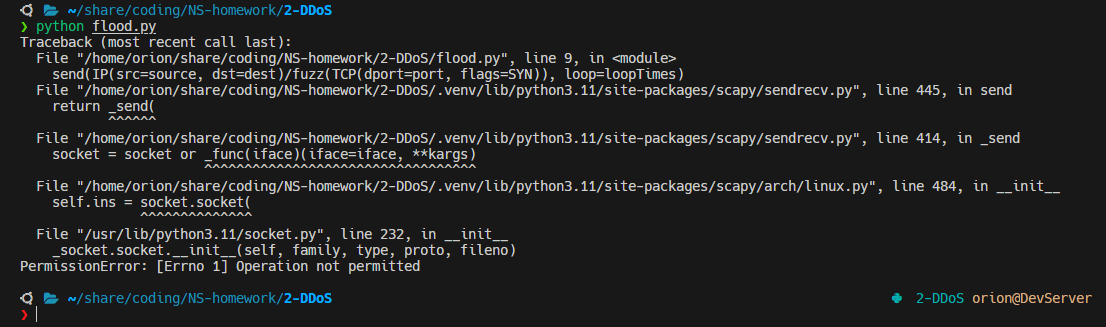 ~/share/coding/NS-homework/2-DDoS
❯ python flood.py
Traceback (most recent call last):
  File "/home/orion/share/coding/NS-homework/2-DDoS/flood.py", line 9, in <module>
    send(IP(src=source, dst=dest)/fuzz(TCP(dport=port, flags=SYN)), loop=loopTimes)
  File "/home/orion/share/coding/NS-homework/2-DDoS/.venv/lib/python3.11/site-packages/scapy/sendrecv.py", line 445, in send
    return _send(
           ^^^^^^
  File "/home/orion/share/coding/NS-homework/2-DDoS/.venv/lib/python3.11/site-packages/scapy/sendrecv.py", line 414, in _send
    socket = socket or _func(iface)(iface=iface, **kargs)
                       ^^^^^^^^^^^^^^^^^^^^^^^^^^^^^^^^^^
  File "/home/orion/share/coding/NS-homework/2-DDoS/.venv/lib/python3.11/site-packages/scapy/arch/linux.py", line 484, in __init__
    self.ins = socket.socket(
               ^^^^^^^^^^^^^^
  File "/usr/lib/python3.11/socket.py", line 232, in __init__
    _socket.socket.__init__(self, family, type, proto, fileno)
PermissionError: [Errno 1] Operation not permitted
~/share/coding/NS-homework/2-DDoS 2-DDoS orion@DevServer
❯